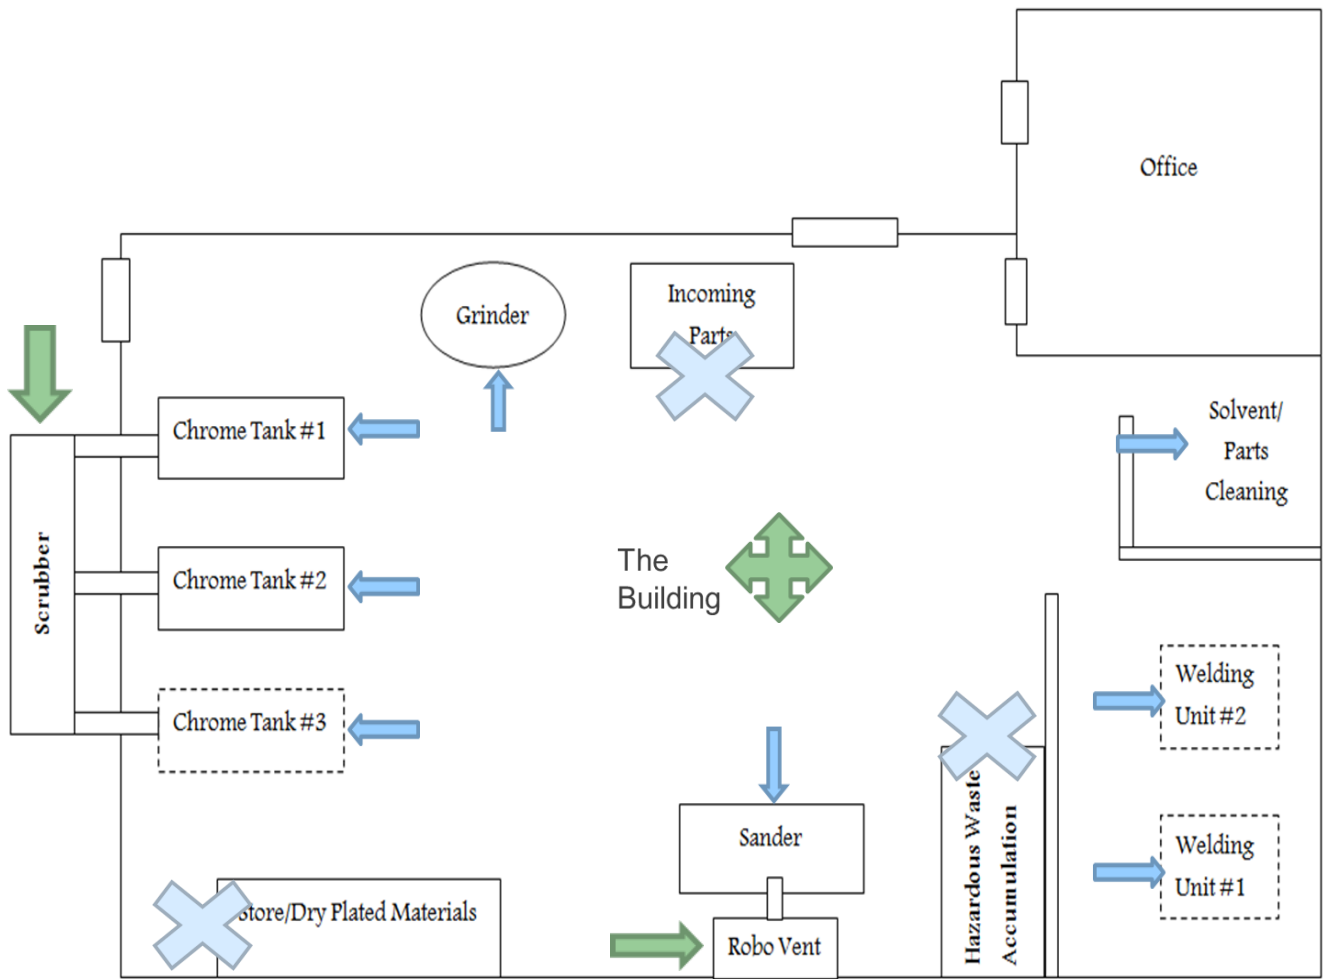 Office
Grinder
Incoming
Parts
Chrome Tank #1
Solvent/
Parts
Cleaning
Scrubber
Chrome Tank #2
The
Building
Chrome Tank #3
Welding
Unit #2
Sander
Hazardous Waste
Accumulation
Welding
Unit #1
Store/Dry Plated Materials
Robo Vent